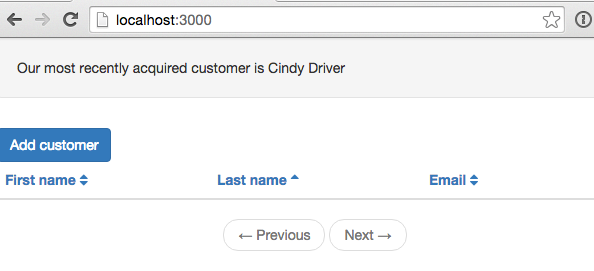 localhost:3000
Our most recently acquired customer is Cindy Driver
Add customer
First name Last name Email
← Previous Next →